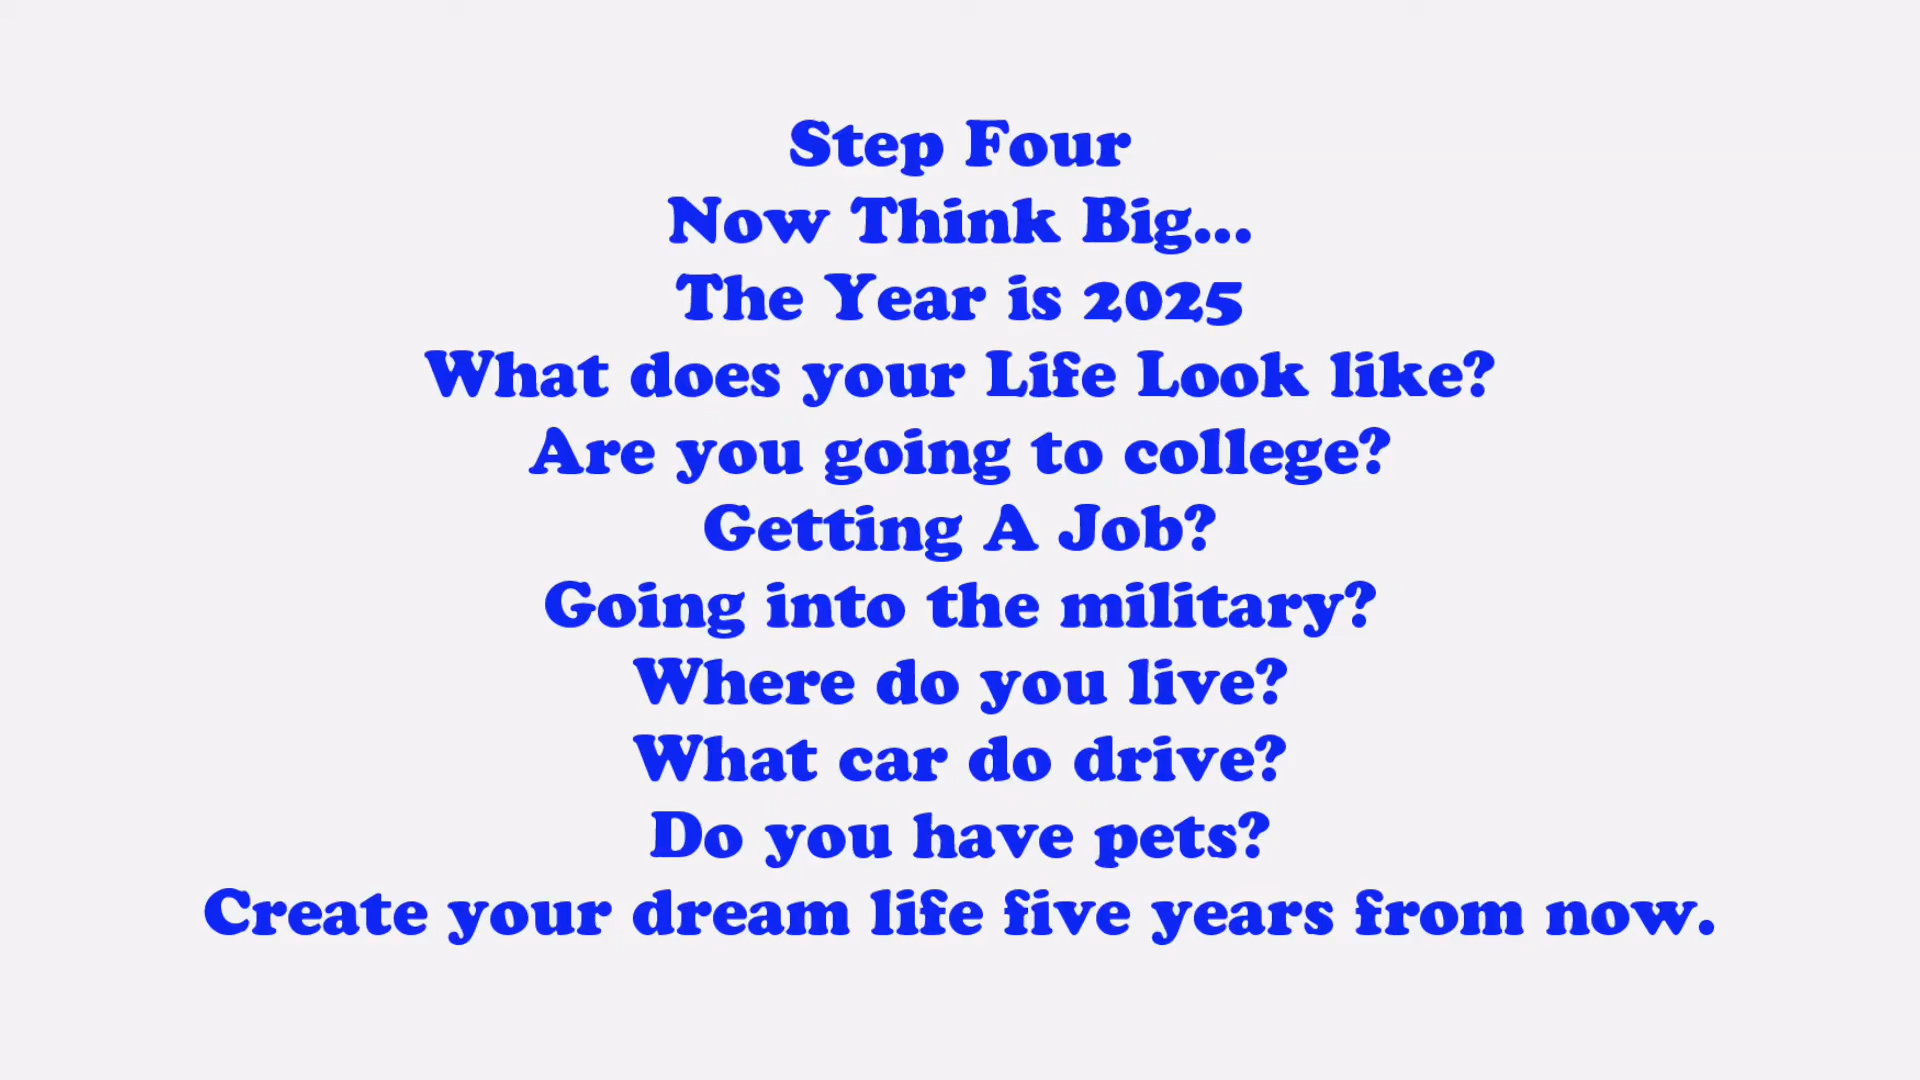 Step Four
Now Think Big...
The Year is 2025
What does your Life Look like?
Are you going to college?
Getting A Job?
Going into the military?
Where do you live?
What car do drive?
Do you have pets?
Create your dream life five years from now.